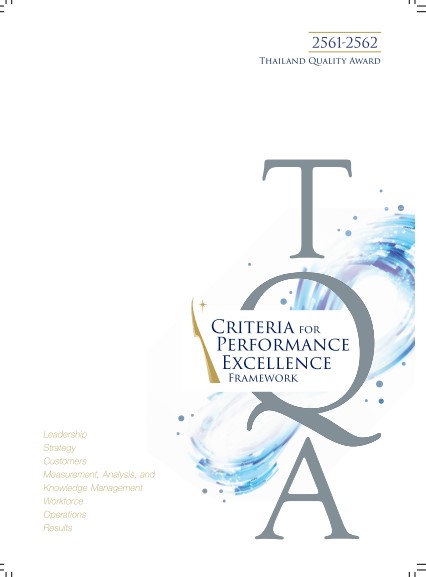 2561-2562
THAILAND QUALITY AWARD
T
Q
A
CRITERIA FOR
PERFORMANCE
EXCELLENCE
FRAMEWORK
Leadership
Strategy
Customers
Measurement, Analysis, and
Knowledge Management
Workforce
Operations
Results